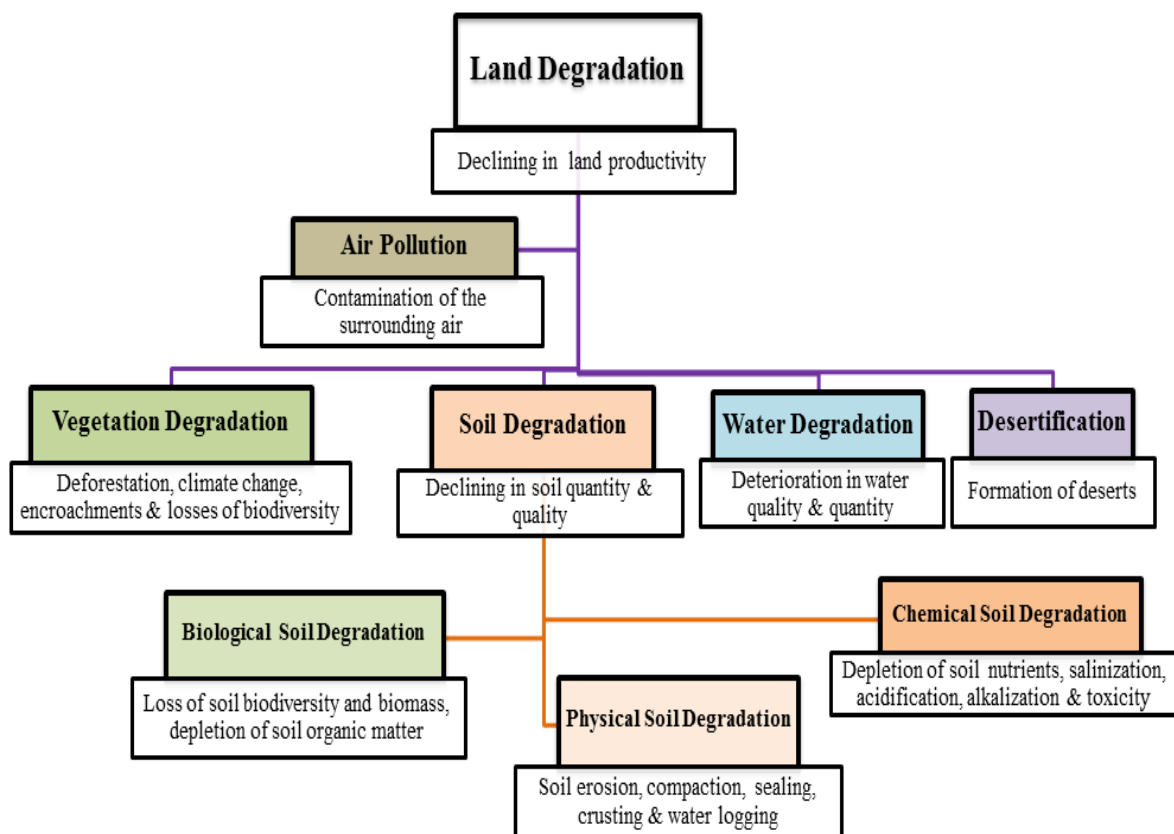 Land Degradation
Declining in land productivity
Air Pollution
Contamination of the
surrounding air
Vegetation Degradation
Deforestation, climate change,
encroachments & losses of biodiversity
Soil Degradation
Declining in soil quantity &
quality
Water Degradation
Deterioration in water
quality & quantity
Desertification
Formation of deserts
Biological Soil Degradation
Loss of soil biodiversity and biomass,
depletion of soil organic matter
Physical Soil Degradation
Soil erosion, compaction, sealing,
crusting & water logging
Chemical Soil Degradation
Depletion of soil nutrients, salinization,
acidification, alkalization & toxicity